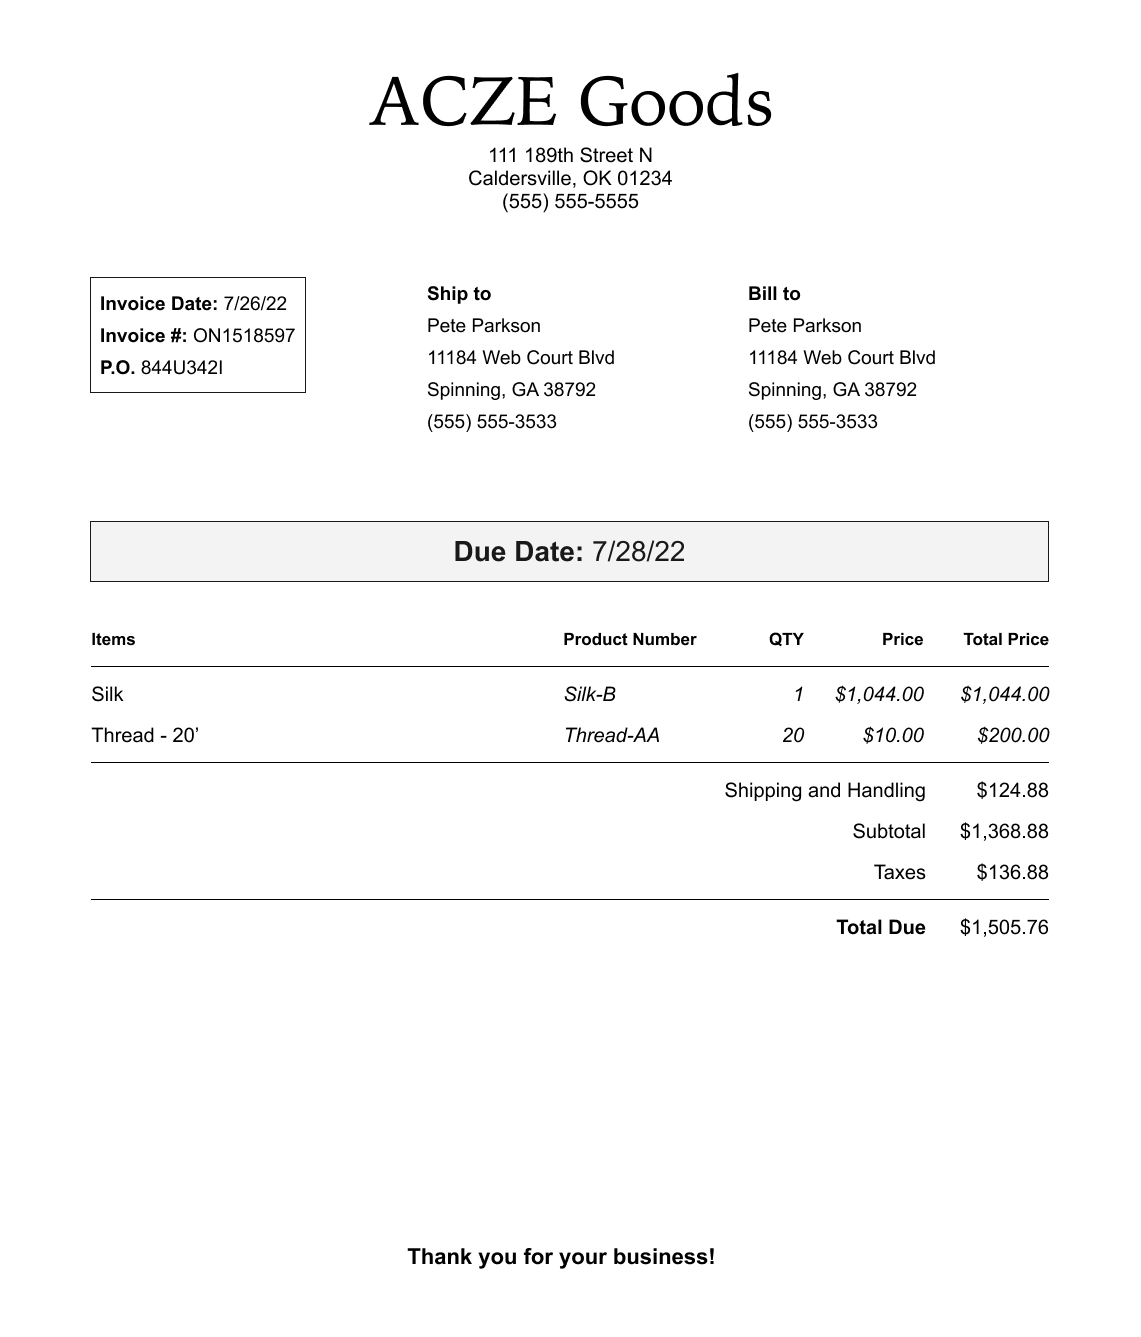 ACZE Goods
111 189th Street N
Caldersville, OK 01234
(555) 555-5555
Invoice Date: 7/26/22
Invoice #: ON1518597
P.O. 844U342I
Ship to
Pete Parkson
11184 Web Court Blvd
Spinning, GA 38792
(555) 555-3533
Bill to
Pete Parkson
11184 Web Court Blvd
Spinning, GA 38792
(555) 555-3533
Due Date: 7/28/22
Items Product Number QTY Price Total Price
Silk Silk-B 1 $1,044.00 $1,044.00
Thread - 20’ Thread-AA 20 $10.00 $200.00
Shipping and Handling $124.88
Subtotal $1,368.88
Taxes $136.88
Total Due $1,505.76
Thank you for your business!